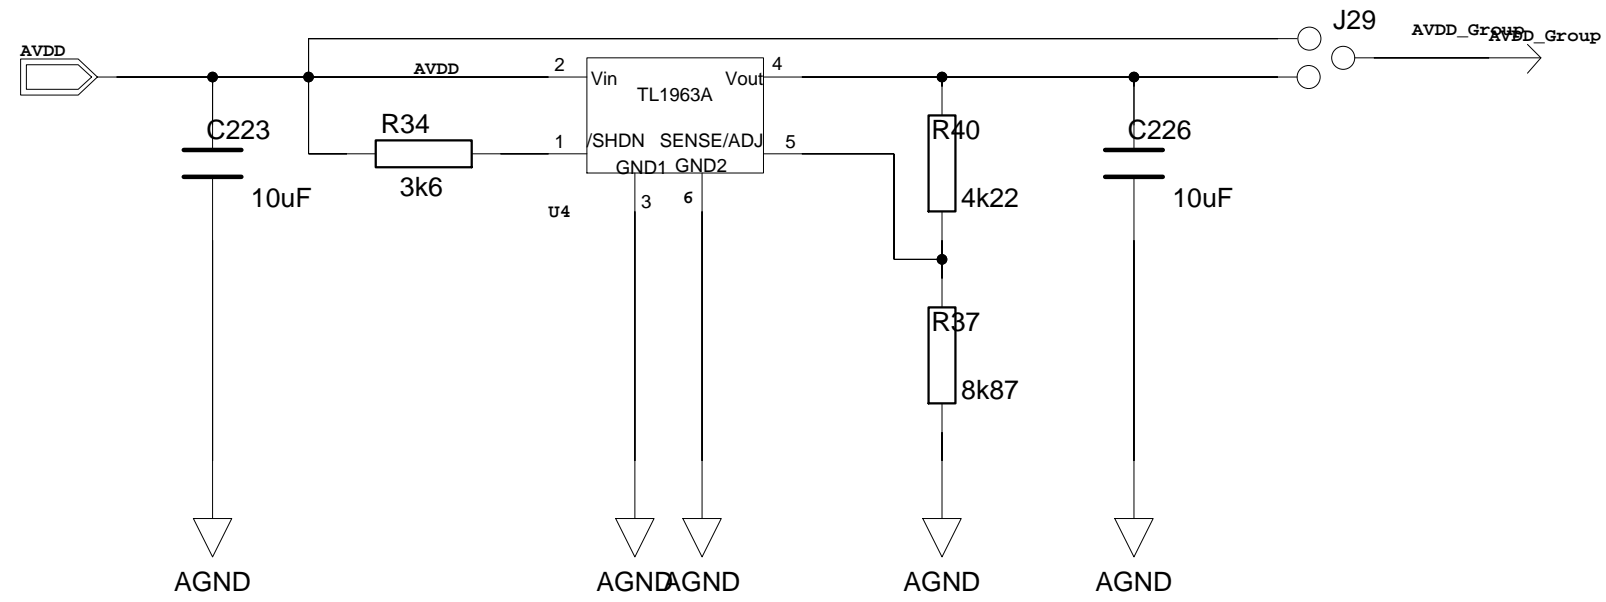 J29
AVDD_Group
AVDD_Group
AVDD
AVDD
2
Vin
Vout
4
TL1963A
C223
R34
1
/SHDN
SENSE/ADJ
5
R40
C226
GND1
GND2
3k6
10uF
U4
3
6
4k22
10uF
R37
8k87
AGND
AGND
AGND
AGND
AGND